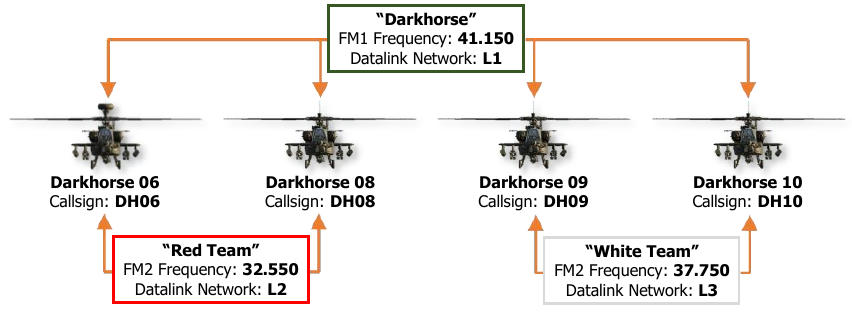 “Darkhorse”
FM1 Frequency: 41.150
Datalink Network: L1
Darkhorse 06
Callsign: DH06
Darkhorse 08
Callsign: DH08
Darkhorse 09
Callsign: DH09
Darkhorse 10
Callsign: DH10
“Red Team”
FM2 Frequency: 32.550
Datalink Network: L2
“White Team”
FM2 Frequency: 37.750
Datalink Network: L3